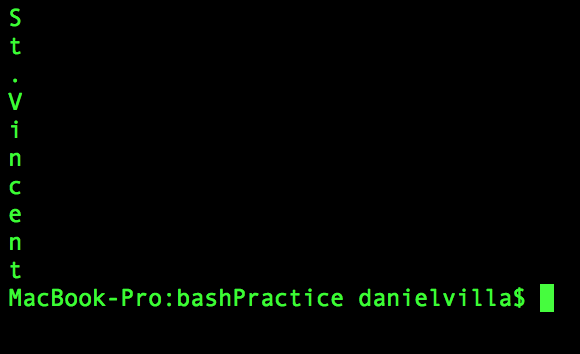 S
t
.
V
i
n
c
e
n
t
MacBook-Pro:bashPractice danielvilla$